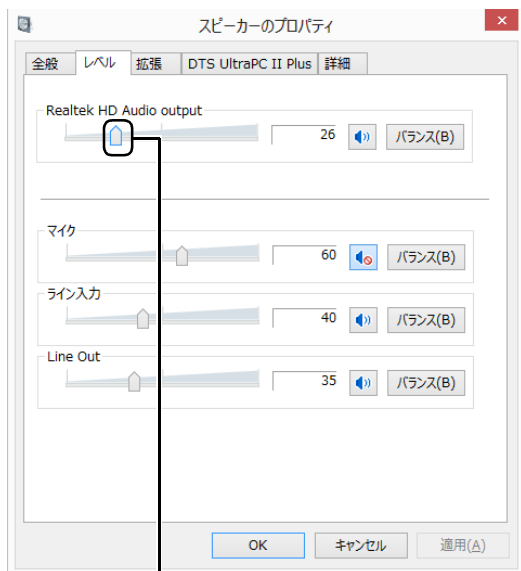 スピーカーのプロパティ
全般 レベル 拡張 DTS UltraPC II Plus 詳細
Realtek HD Audio output
26 バランス(B)
マイク
60 バランス(B)
ライン入力
40 バランス(B)
Line Out
35 バランス(B)
OK キャンセル 適用(A)